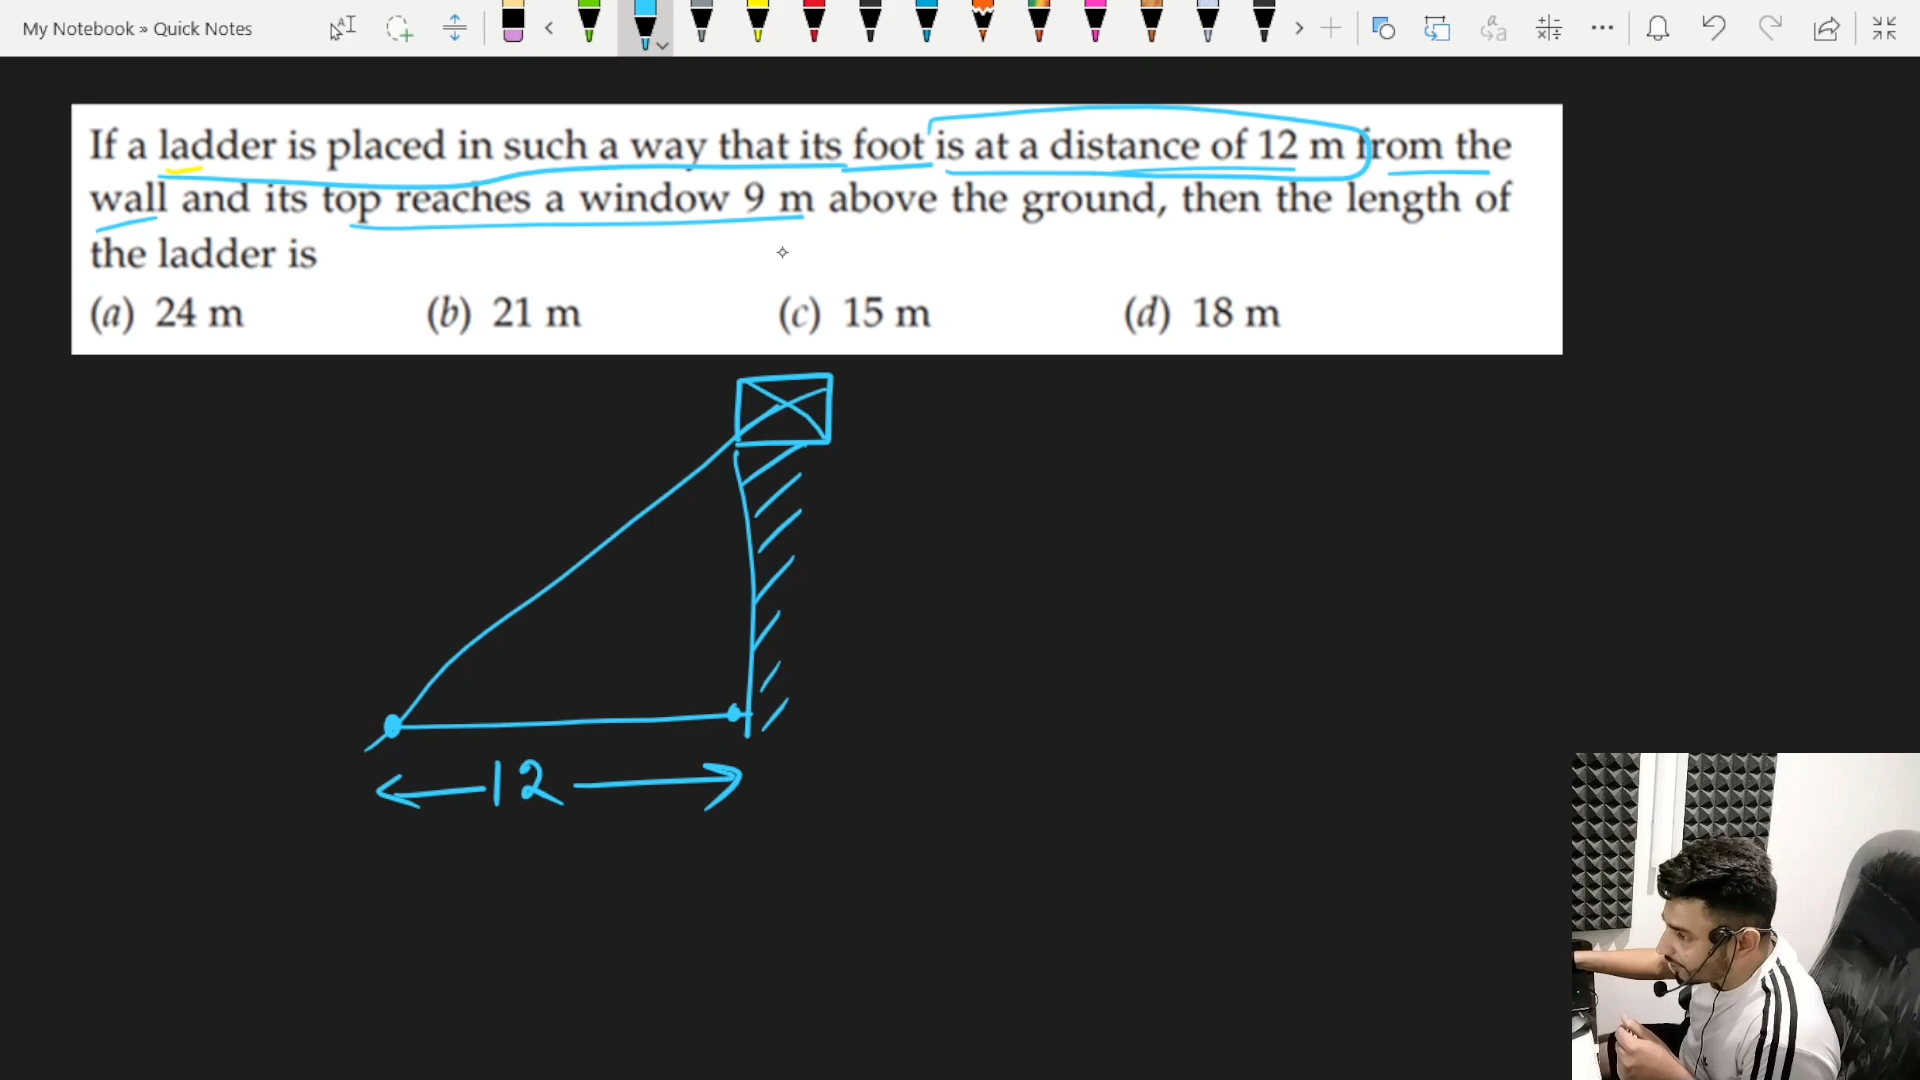 My Notebook » Quick Notes
If a ladder is placed in such a way that its foot is at a distance of 12 m from the
wall and its top reaches a window 9 m above the ground, then the length of
the ladder is
(a) 24 m (b) 21 m (c) 15 m (d) 18 m
12